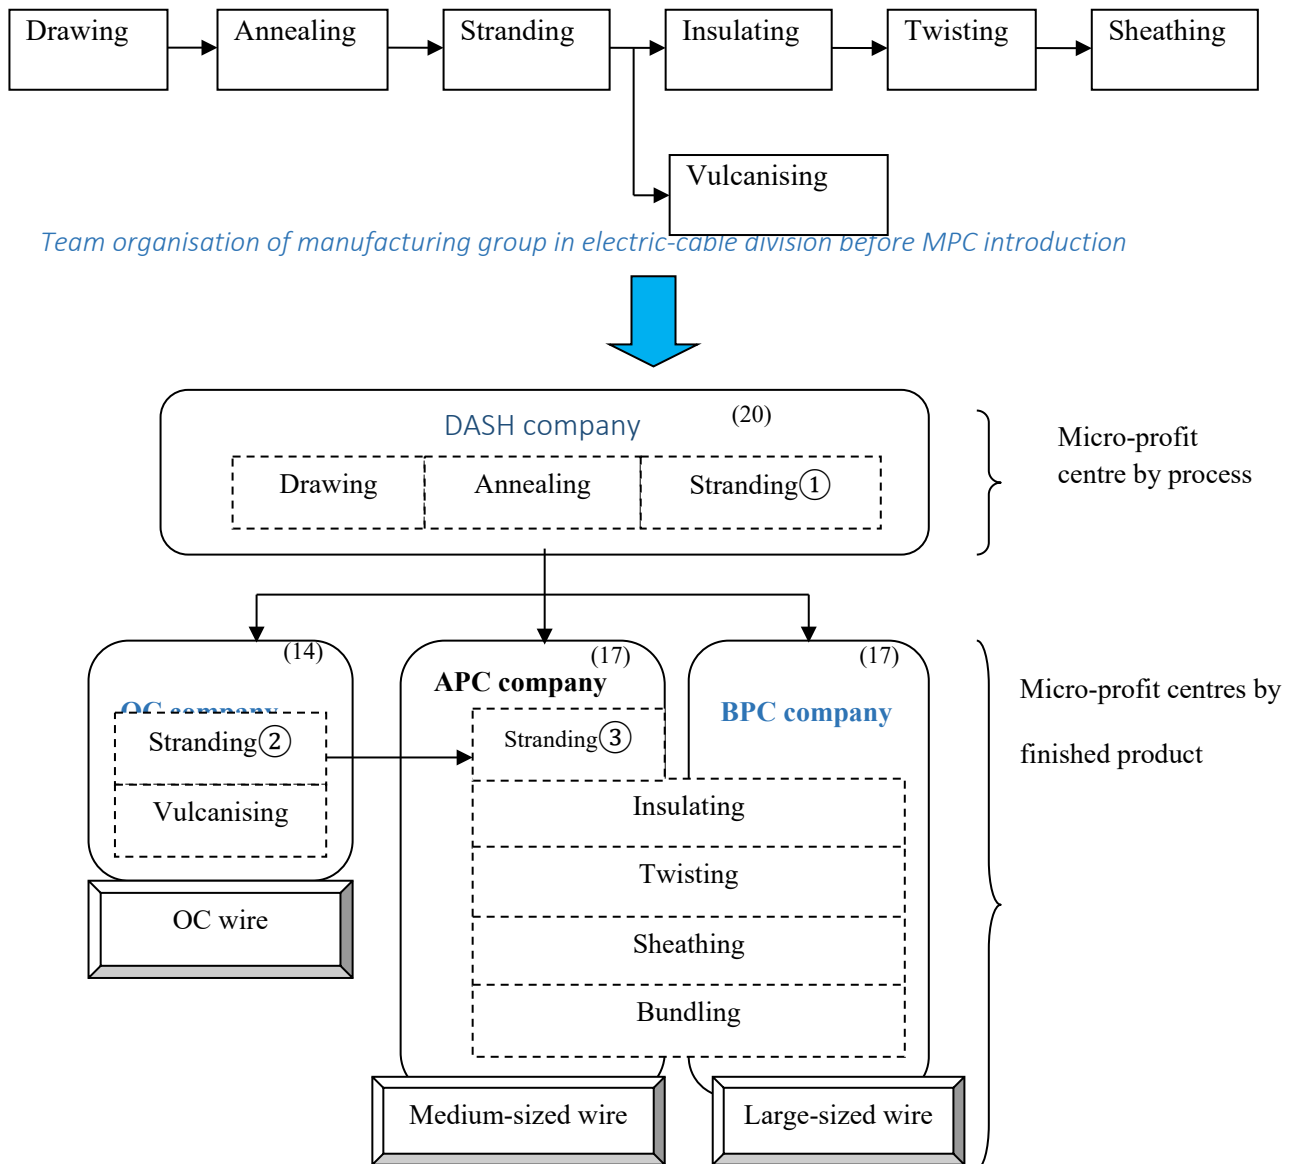 Drawing
Annealing
Stranding
Insulating
Twisting
Sheathing
Vulcanising
Team organisation of manufacturing group in electric-cable division before MPC introduction
DASH company
(20)
Drawing
Annealing
Stranding①
Micro-profit
centre by process
(14)
OC company
Stranding②
Vulcanising
OC wire
(17)
APC company
Stranding③
(17)
BPC company
Insulating
Twisting
Sheathing
Bundling
Medium-sized wire
Large-sized wire
Micro-profit centres by
finished product